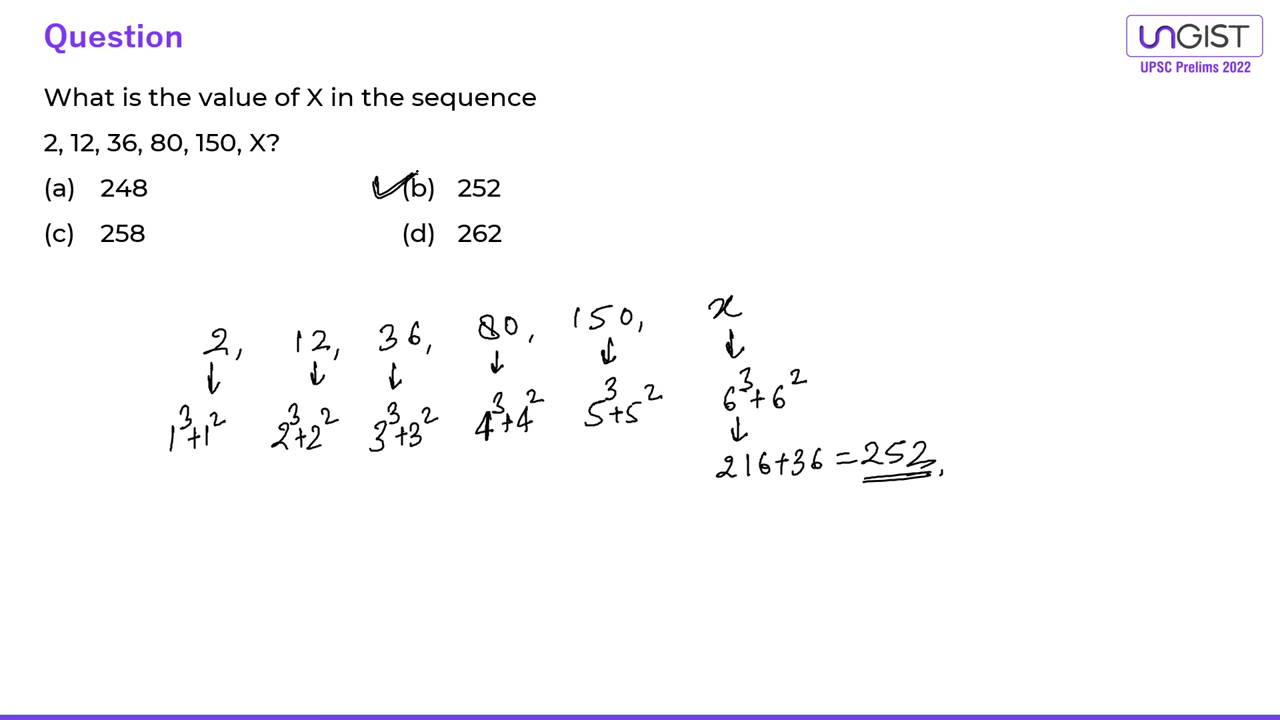 Question
UNGIST
UPSC Prelims 2022
What is the value of X in the sequence
2, 12, 36, 80, 150, X?
(a) 248 (b) 252
(c) 258 (d) 262
2, 12, 36, 80, 150, x
1³+1² 2³+2² 3³+3² 4³+4² 5³+5² 6³+6²
216+36 = 252,